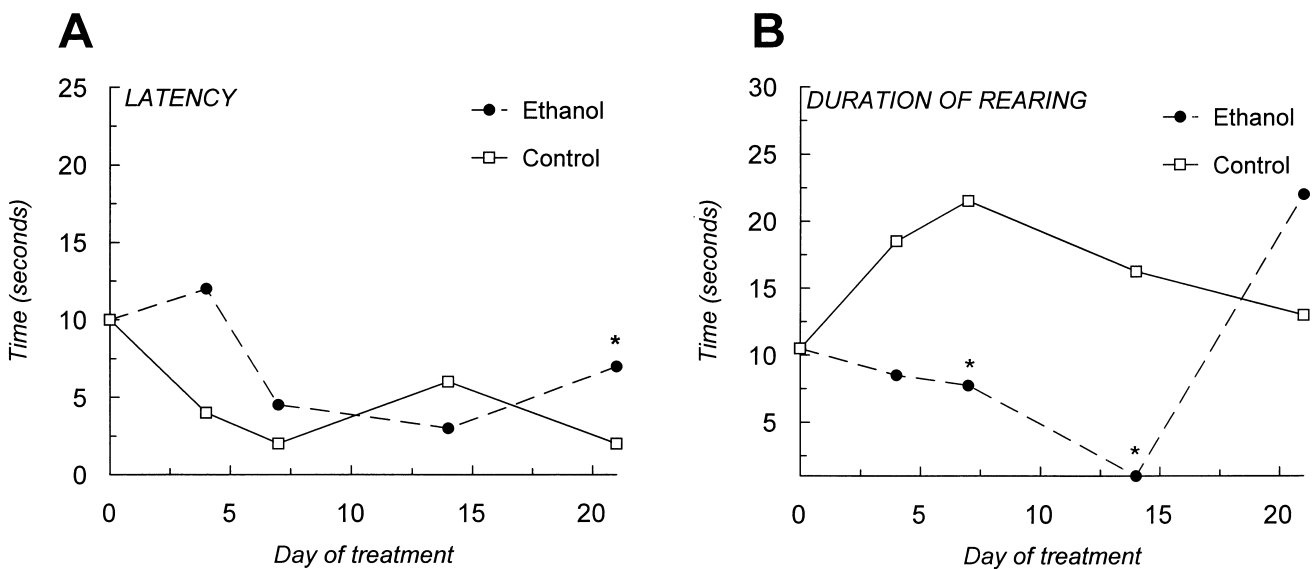 A
LATENCY
Ethanol
Control
25
20
15
10
5
0
Time (seconds)
*
0 5 10 15 20
Day of treatment
B
DURATION OF REARING
Ethanol
Control
30
25
20
15
10
5
Time (seconds)
*
*
0 5 10 15 20
Day of treatment